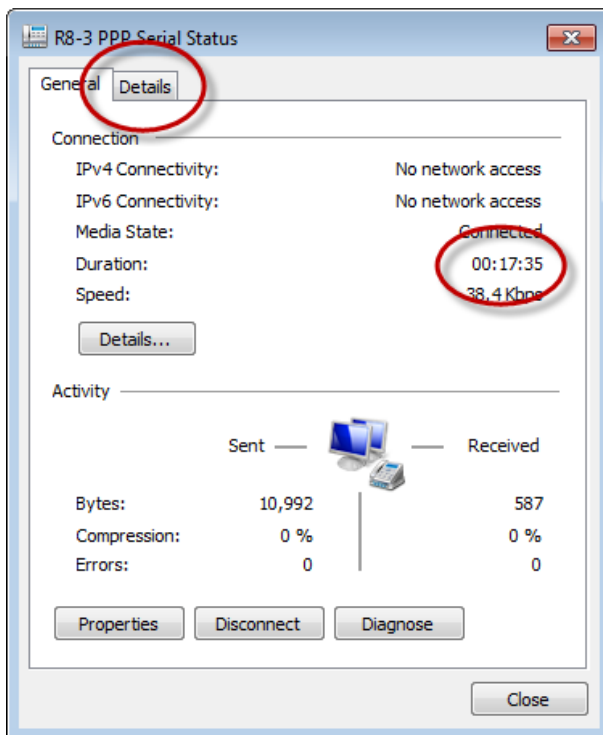 R8-3 PPP Serial Status
General Details
Connection
IPv4 Connectivity: No network access
IPv6 Connectivity: No network access
Media State: Connected
Duration: 00:17:35
Speed: 38.4 Kbps
Details...
Activity
Sent Received
Bytes: 10,992 587
Compression: 0 % 0 %
Errors: 0 0
Properties Disconnect Diagnose
Close